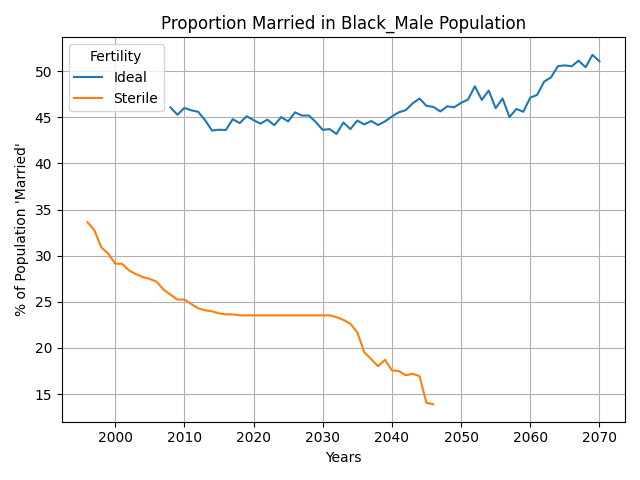 Proportion Married in Black_Male Population
Fertility
Ideal
Sterile
% of Population 'Married'
50
45
40
35
30
25
20
15
2000 2010 2020 2030 2040 2050 2060 2070
Years